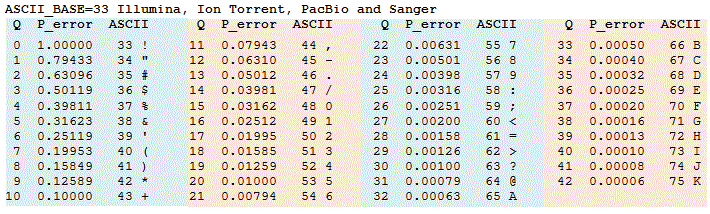 ASCII_BASE=33 Illumina, Ion Torrent, PacBio and Sanger
Q P_error ASCII Q P_error ASCII Q P_error ASCII Q P_error ASCII
0 1.00000 33 ! 11 0.07943 44 , 22 0.00631 55 7 33 0.00050 66 B
1 0.79433 34 " 12 0.06310 45 - 23 0.00501 56 8 34 0.00040 67 C
2 0.63096 35 # 13 0.05012 46 . 24 0.00398 57 9 35 0.00032 68 D
3 0.50119 36 $ 14 0.03981 47 / 25 0.00316 58 : 36 0.00025 69 E
4 0.39811 37 % 15 0.03162 48 0 26 0.00251 59 ; 37 0.00020 70 F
5 0.31623 38 & 16 0.02512 49 1 27 0.00200 60 < 38 0.00016 71 G
6 0.25119 39 ' 17 0.01995 50 2 28 0.00158 61 = 39 0.00013 72 H
7 0.19953 40 ( 18 0.01585 51 3 29 0.00126 62 > 40 0.00010 73 I
8 0.15849 41 ) 19 0.01259 52 4 30 0.00100 63 ? 41 0.00008 74 J
9 0.12589 42 * 20 0.01000 53 5 31 0.00079 64 @ 42 0.00006 75 K
10 0.10000 43 + 21 0.00794 54 6 32 0.00063 65 A